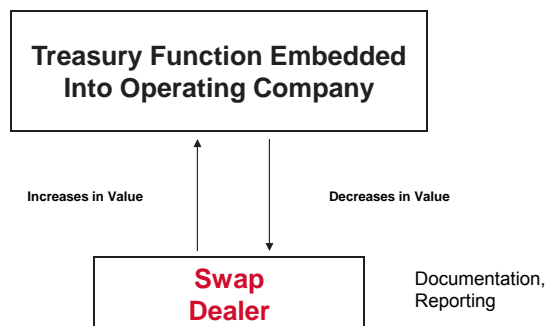 Treasury Function Embedded
Into Operating Company
Increases in Value
Decreases in Value
Swap
Dealer
Documentation,
Reporting